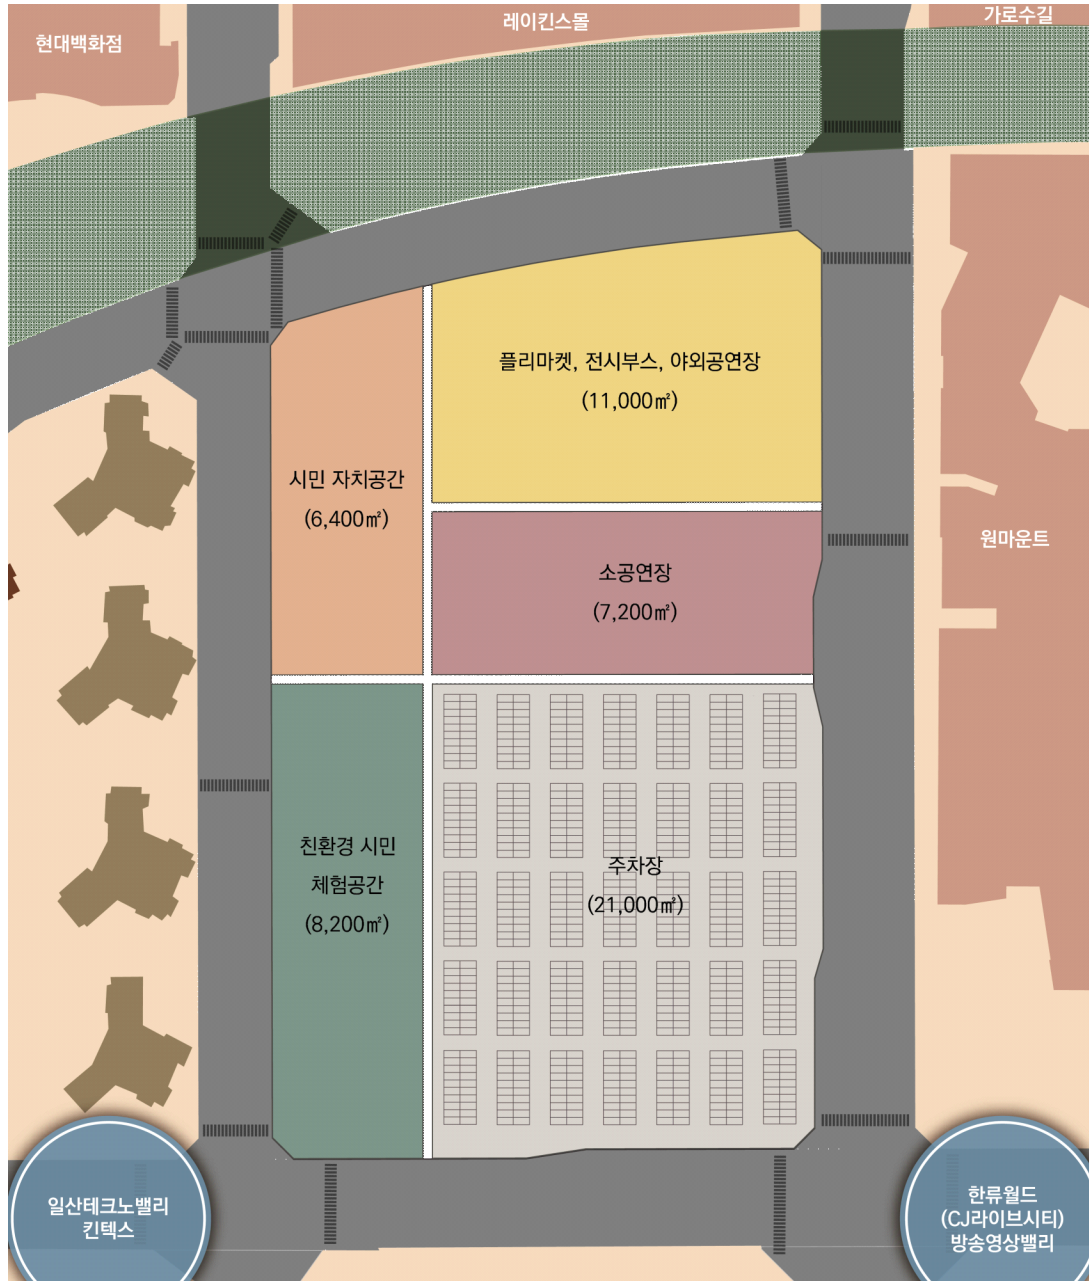 현대백화점
레이킨스몰
가로수길
플리마켓, 전시부스, 야외공연장
(11,000㎡)
시민 자치공간
(6,400㎡)
소공연장
(7,200㎡)
원마운트
친환경 시민
체험공간
(8,200㎡)
주차장
(21,000㎡)
일산테크노밸리
킨텍스
한류월드
(CJ라이브시티)
방송영상밸리